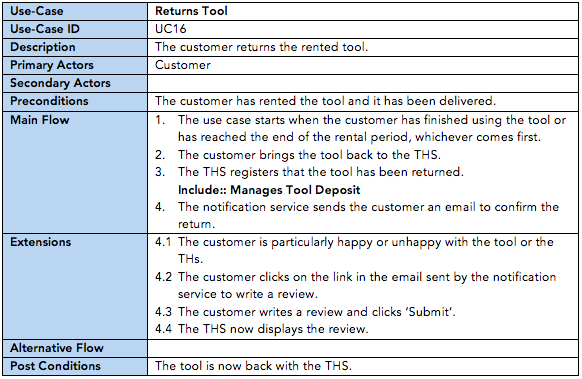 Use-Case Returns Tool
Use-Case ID UC16
Description The customer returns the rented tool.
Primary Actors Customer
Secondary Actors
Preconditions The customer has rented the tool and it has been delivered.
Main Flow 1. The use case starts when the customer has finished using the tool or
has reached the end of the rental period, whichever comes first.
2. The customer brings the tool back to the THS.
3. The THS registers that the tool has been returned.
Include:: Manages Tool Deposit
4. The notification service sends the customer an email to confirm the
return.
Extensions 4.1 The customer is particularly happy or unhappy with the tool or the
THs.
4.2 The customer clicks on the link in the email sent by the notification
service to write a review.
4.3 The customer writes a review and clicks ‘Submit’.
4.4 The THS now displays the review.
Alternative Flow
Post Conditions The tool is now back with the THS.